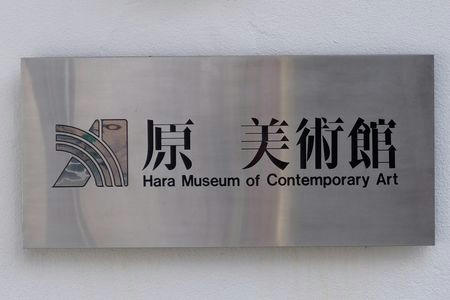 原 美術館
Hara Museum of Contemporary Art